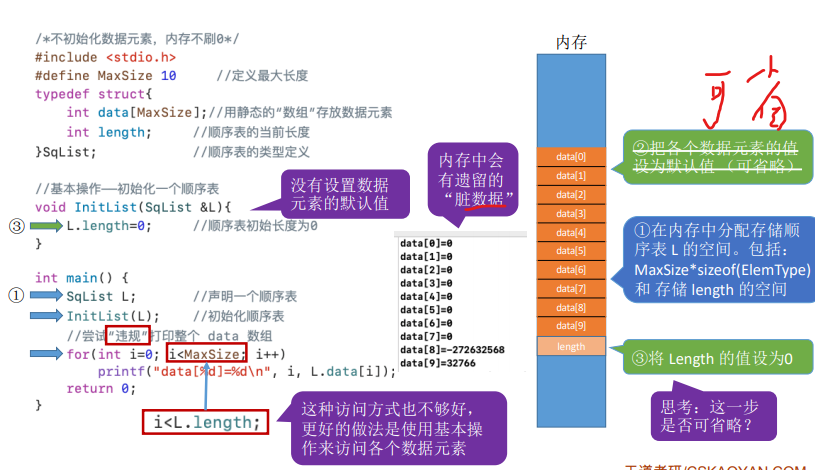 /*不初始化数据元素，内存不刷0*/
#include <stdio.h>
#define MaxSize 10 //定义最大长度
typedef struct{
int data[MaxSize];//用静态的“数组”存放数据元素
int length; //顺序表的当前长度
}SqList; //顺序表的类型定义
//基本操作——初始化一个顺序表
void InitList(SqList &L){
③ L.length=0; //顺序表初始长度为0
}
int main() {
① SqList L; //声明一个顺序表
InitList(L); //初始化顺序表
//尝试“违规”打印整个 data 数组
for(int i=0; i<MaxSize; i++)
printf("data[%d]=%d\n", i, L.data[i]);
return 0;
}
i<L.length;
没有设置数据
元素的默认值
内存中会
有遗留的
“脏数据”
data[0]=0
data[1]=0
data[2]=0
data[3]=0
data[4]=0
data[5]=0
data[6]=0
data[7]=0
data[8]=-272632568
data[9]=32766
这种访问方式也不够好，
更好的做法是使用基本操
作来访问各个数据元素
内存
data[0]
data[1]
data[2]
data[3]
data[4]
data[5]
data[6]
data[7]
data[8]
data[9]
length
不可省
②把各个数据元素的值
设为默认值（可省略）
①在内存中分配存储顺
序表 L 的空间。包括：
MaxSize*sizeof(ElemType)
和 存储 length 的空间
③将 Length 的值设为0
思考：这一步
是否可省略？
王道考研/CSKAOYAN.COM